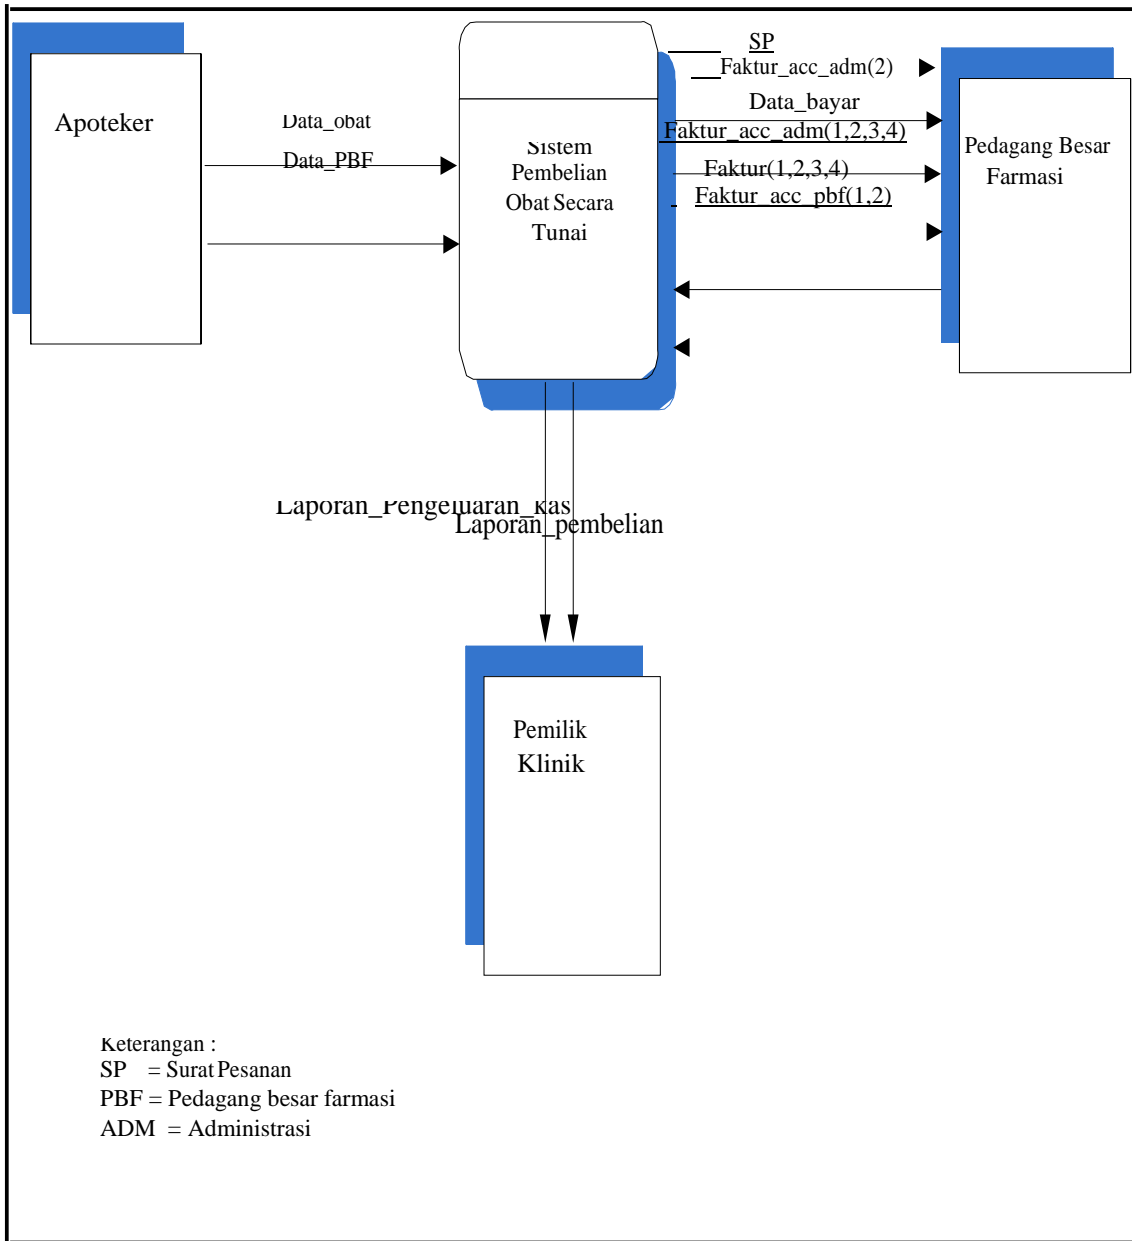 Apoteker
Data_obat
Data_PBF
Sistem
Pembelian
Obat Secara
Tunai
SP
Faktur_acc_adm(2)
Data_bayar
Faktur_acc_adm(1,2,3,4)
Faktur(1,2,3,4)
Faktur_acc_pbf(1,2)
Pedagang Besar
Farmasi
Laporan_Pengeluaran_kas
Laporan_pembelian
Pemilik
Klinik
Keterangan :
SP = Surat Pesanan
PBF = Pedagang besar farmasi
ADM = Administrasi